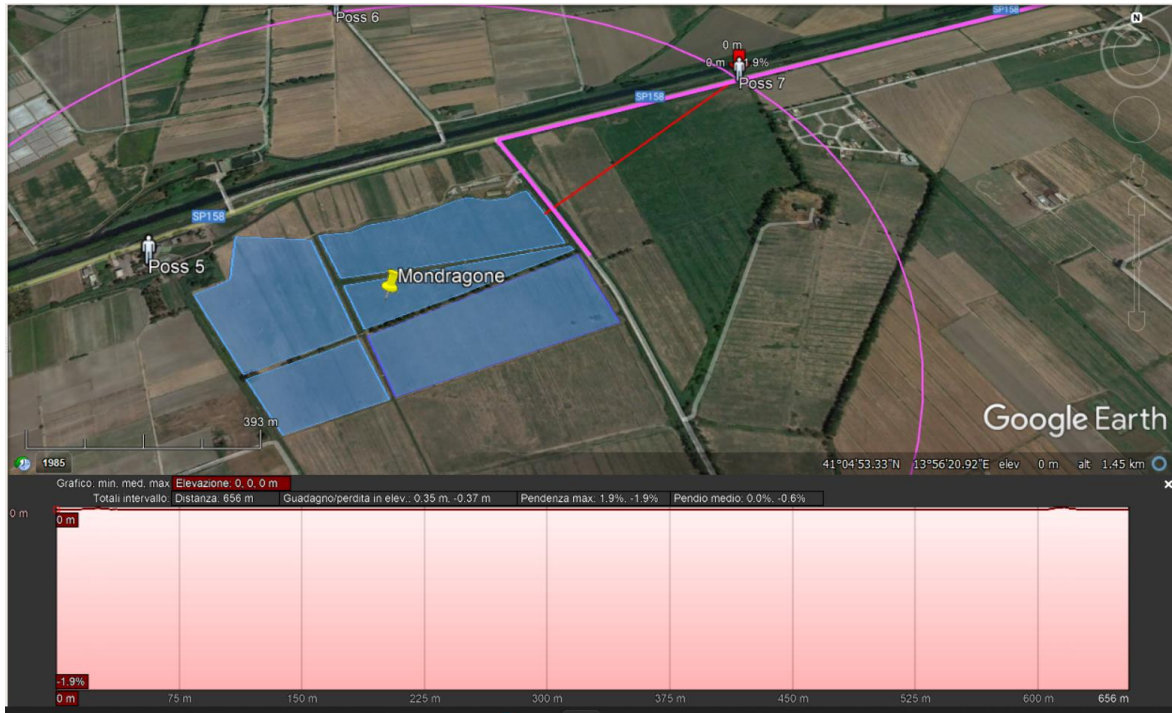 Poss 6
SP158
N
0 m
0 m
-1.9%
Poss 7
SP158
SP158
Poss 5
Mondragone
393 m
Google Earth
1985
41°04'53.33"N 13°56'20.92"E elev 0 m alt 1.45 km
Grafico: min, med, max Elevazione: 0, 0, 0 m
Totali intervallo: Distanza: 656 m Guadagno/perdita in elev.: 0.35 m, -0.37 m Pendenza max: 1.9%, -1.9% Pendio medio: 0.0%, -0.6%
0 m
0 m
-1.9%
0 m 75 m 150 m 225 m 300 m 375 m 450 m 525 m 600 m 656 m